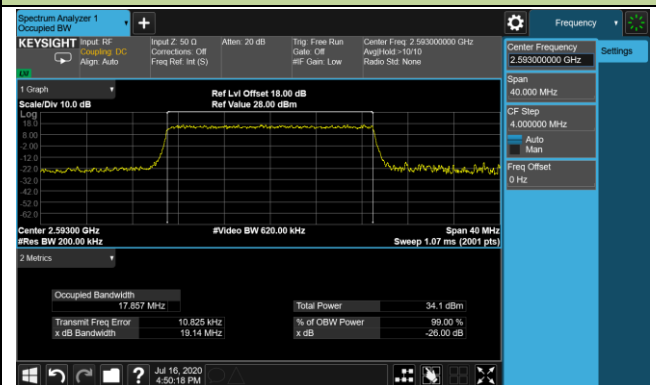 Spectrum Analyzer 1
Occupied BW
Frequency
KEYSIGHT
Input: RF
Coupling: DC
Align: Auto
Input Z: 50 Ω
Corrections: Off
Freq Ref: Int (S)
Atten: 20 dB
Trig: Free Run
Gate: Off
#IF Gain: Low
Center Freq: 2.593000000 GHz
Avg|Hold:>10/10
Radio Std: None
Center Frequency
2.593000000 GHz
Settings
Span
40.000 MHz
CF Step
4.000000 MHz
Auto
Man
Freq Offset
0 Hz
1 Graph
Scale/Div 10.0 dB
Ref Lvl Offset 18.00 dB
Ref Value 28.00 dBm
Log
18.0
8.00
-2.00
-12.0
-22.0
-32.0
-42.0
-52.0
-62.0
Center 2.59300 GHz
#Res BW 200.00 kHz
#Video BW 620.00 kHz
Span 40 MHz
Sweep 1.07 ms (2001 pts)
2 Metrics
Occupied Bandwidth
17.857 MHz
Transmit Freq Error 10.825 kHz
x dB Bandwidth 19.14 MHz
Total Power 34.1 dBm
% of OBW Power 99.00 %
x dB -26.00 dB
Jul 16, 2020
4:50:18 PM